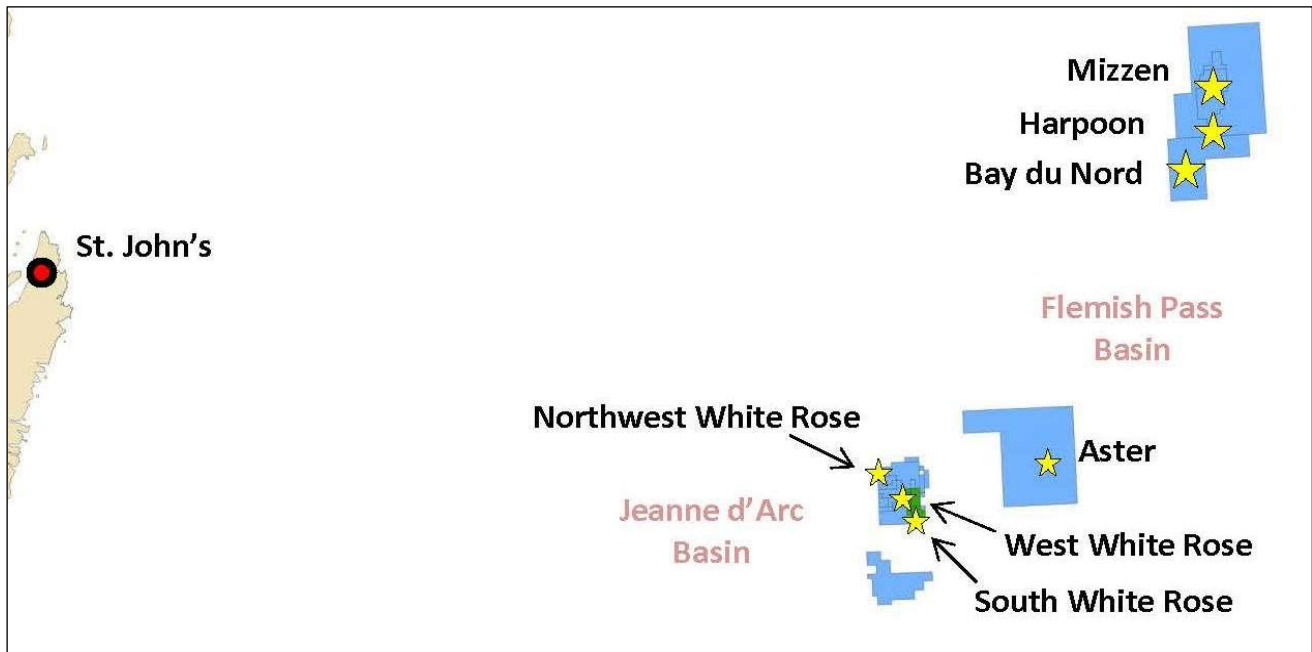 Mizzen
Harpoon
Bay du Nord
St. John’s
Flemish Pass
Basin
Northwest White Rose
Aster
Jeanne d’Arc
Basin
West White Rose
South White Rose